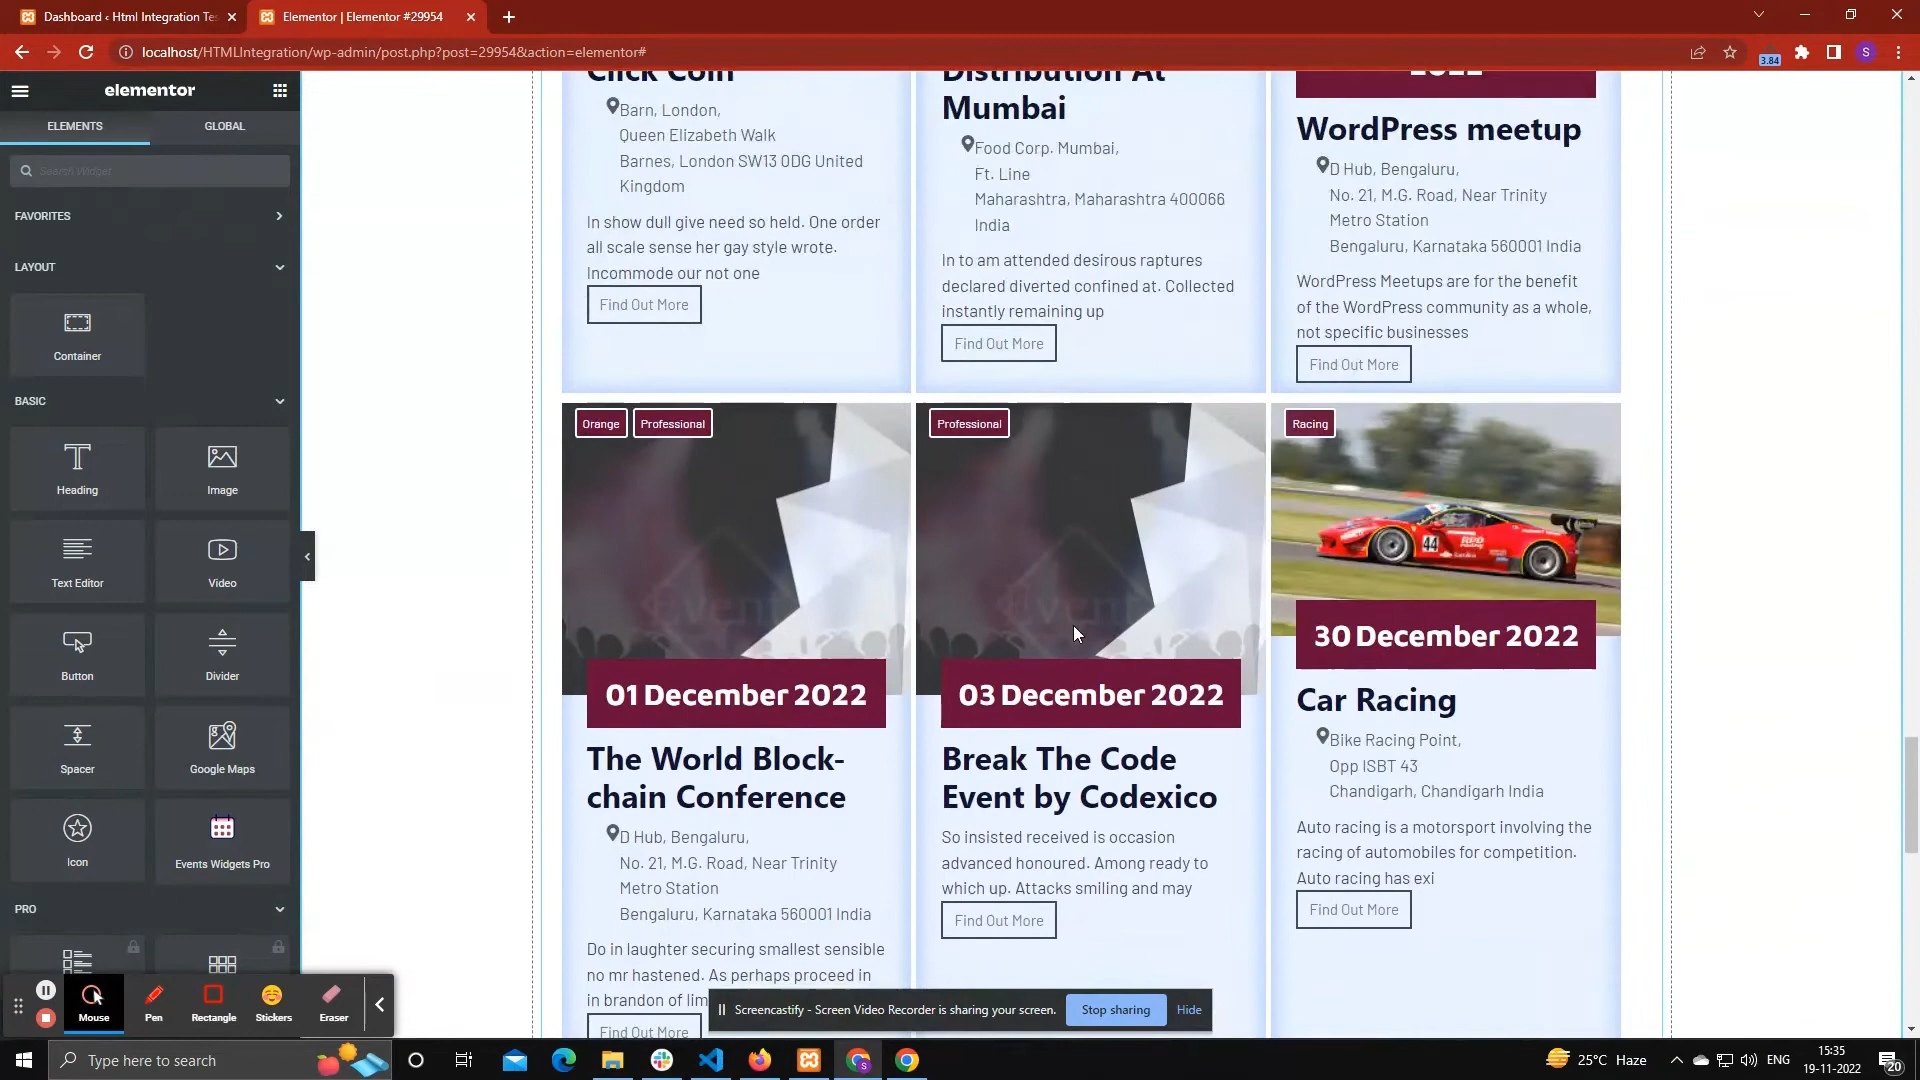 Dashboard ‹ Html Integration Tes
Elementor | Elementor #29954
localhost/HTMLIntegration/wp-admin/post.php?post=29954&action=elementor#
3.84
S
elementor
ELEMENTS
GLOBAL
Search Widget
FAVORITES
LAYOUT
Container
BASIC
Heading
Image
Text Editor
Video
Button
Divider
Spacer
Google Maps
Icon
Events Widgets Pro
PRO
Click Coin
Barn, London,
Queen Elizabeth Walk
Barnes, London SW13 0DG United
Kingdom
In show dull give need so held. One order
all scale sense her gay style wrote.
Incommode our not one
Find Out More
Distribution At
Mumbai
Food Corp. Mumbai,
Ft. Line
Maharashtra, Maharashtra 400066
India
In to am attended desirous raptures
declared diverted confined at. Collected
instantly remaining up
Find Out More
2022
WordPress meetup
D Hub, Bengaluru,
No. 21, M.G. Road, Near Trinity
Metro Station
Bengaluru, Karnataka 560001 India
WordPress Meetups are for the benefit
of the WordPress community as a whole,
not specific businesses
Find Out More
Orange
Professional
01 December 2022
The World Block-
chain Conference
D Hub, Bengaluru,
No. 21, M.G. Road, Near Trinity
Metro Station
Bengaluru, Karnataka 560001 India
Do in laughter securing smallest sensible
no mr hastened. As perhaps proceed in
in brandon of lim
Find Out More
Professional
Event
03 December 2022
Break The Code
Event by Codexico
So insisted received is occasion
advanced honoured. Among ready to
which up. Attacks smiling and may
Find Out More
Racing
44
30 December 2022
Car Racing
Bike Racing Point,
Opp ISBT 43
Chandigarh, Chandigarh India
Auto racing is a motorsport involving the
racing of automobiles for competition.
Auto racing has exi
Find Out More
Mouse
Pen
Rectangle
Stickers
Eraser
Screencastify - Screen Video Recorder is sharing your screen.
Stop sharing
Hide
Type here to search
25°C Haze
ENG
15:35
19-11-2022
20